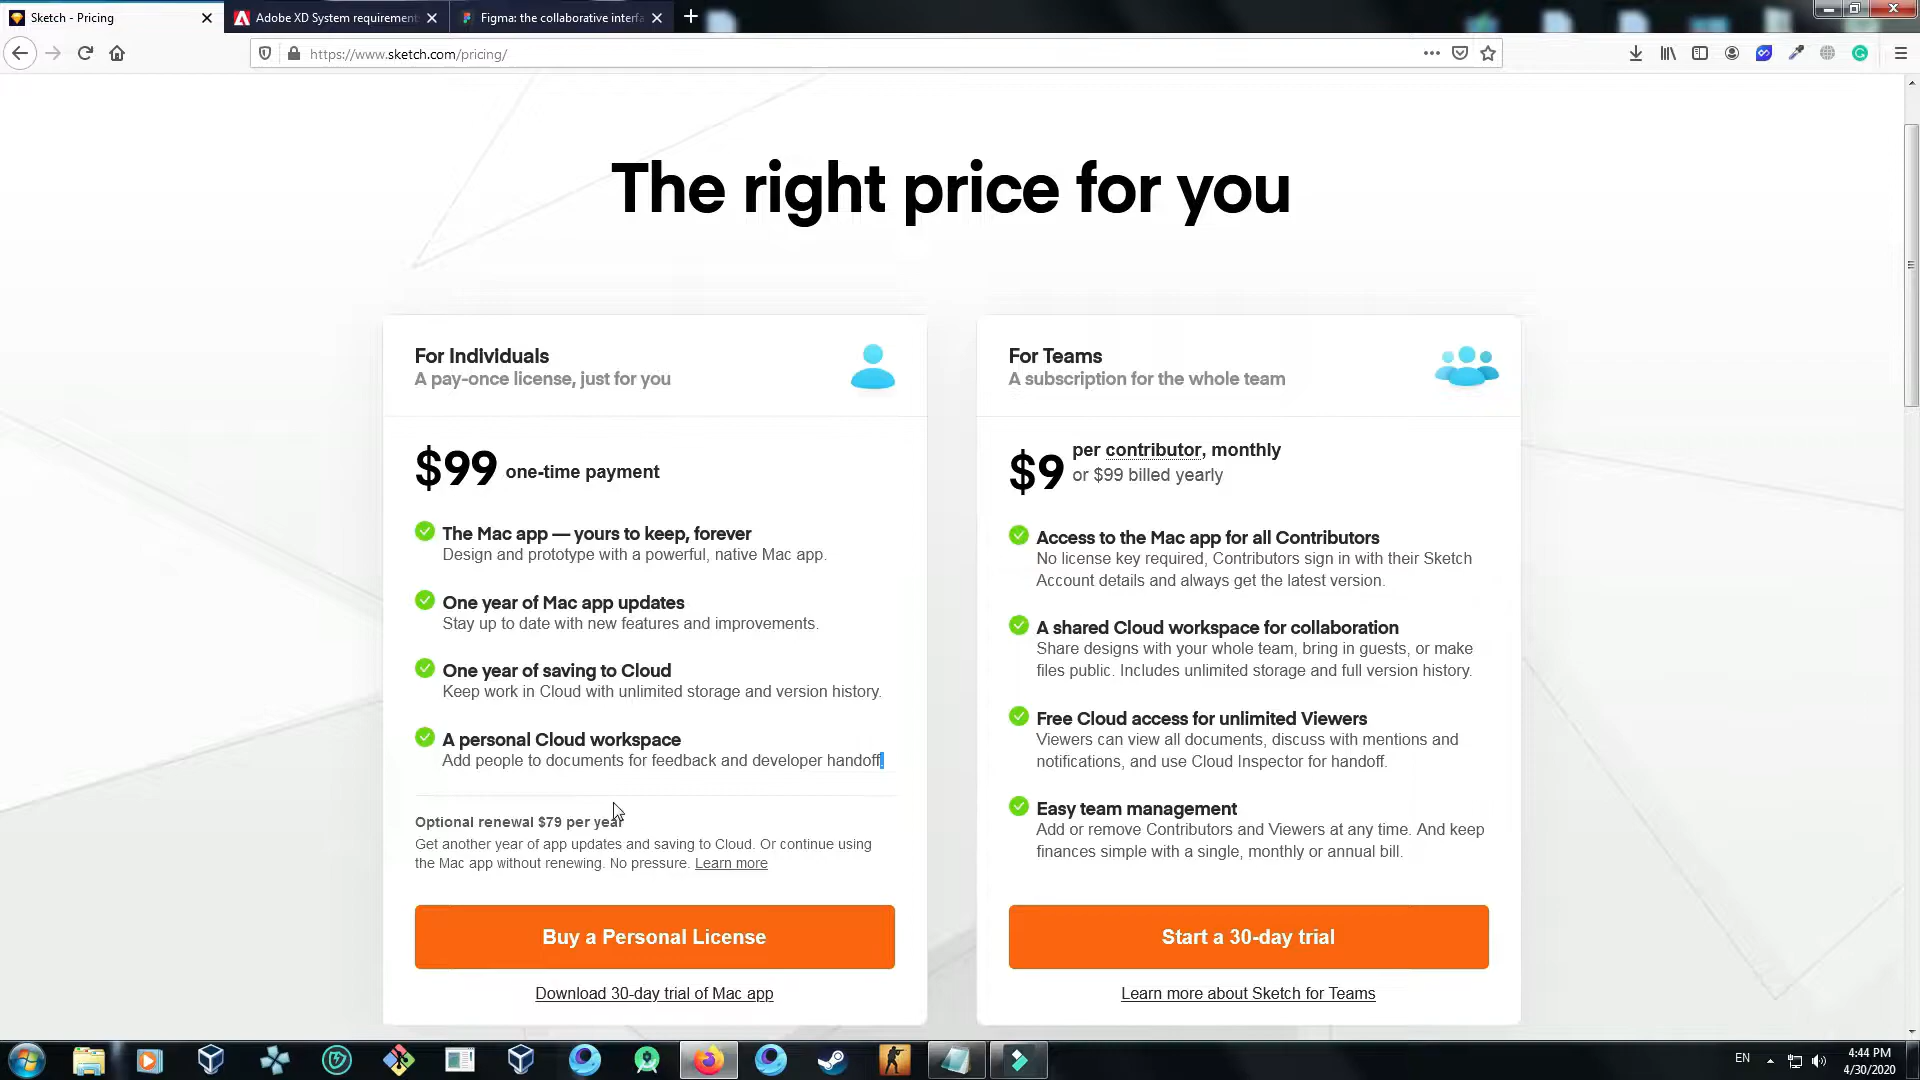 Sketch - Pricing
Adobe XD System requirement
Figma: the collaborative interfa
https://www.sketch.com/pricing/
The right price for you
For Individuals
A pay-once license, just for you
$99 one-time payment
The Mac app — yours to keep, forever
Design and prototype with a powerful, native Mac app.
One year of Mac app updates
Stay up to date with new features and improvements.
One year of saving to Cloud
Keep work in Cloud with unlimited storage and version history.
A personal Cloud workspace
Add people to documents for feedback and developer handoff.
Optional renewal $79 per year
Get another year of app updates and saving to Cloud. Or continue using
the Mac app without renewing. No pressure. Learn more
Buy a Personal License
Download 30-day trial of Mac app
For Teams
A subscription for the whole team
$9 per contributor, monthly
or $99 billed yearly
Access to the Mac app for all Contributors
No license key required, Contributors sign in with their Sketch
Account details and always get the latest version.
A shared Cloud workspace for collaboration
Share designs with your whole team, bring in guests, or make
files public. Includes unlimited storage and full version history.
Free Cloud access for unlimited Viewers
Viewers can view all documents, discuss with mentions and
notifications, and use Cloud Inspector for handoff.
Easy team management
Add or remove Contributors and Viewers at any time. And keep
finances simple with a single, monthly or annual bill.
Start a 30-day trial
Learn more about Sketch for Teams
EN
4:44 PM
4/30/2020